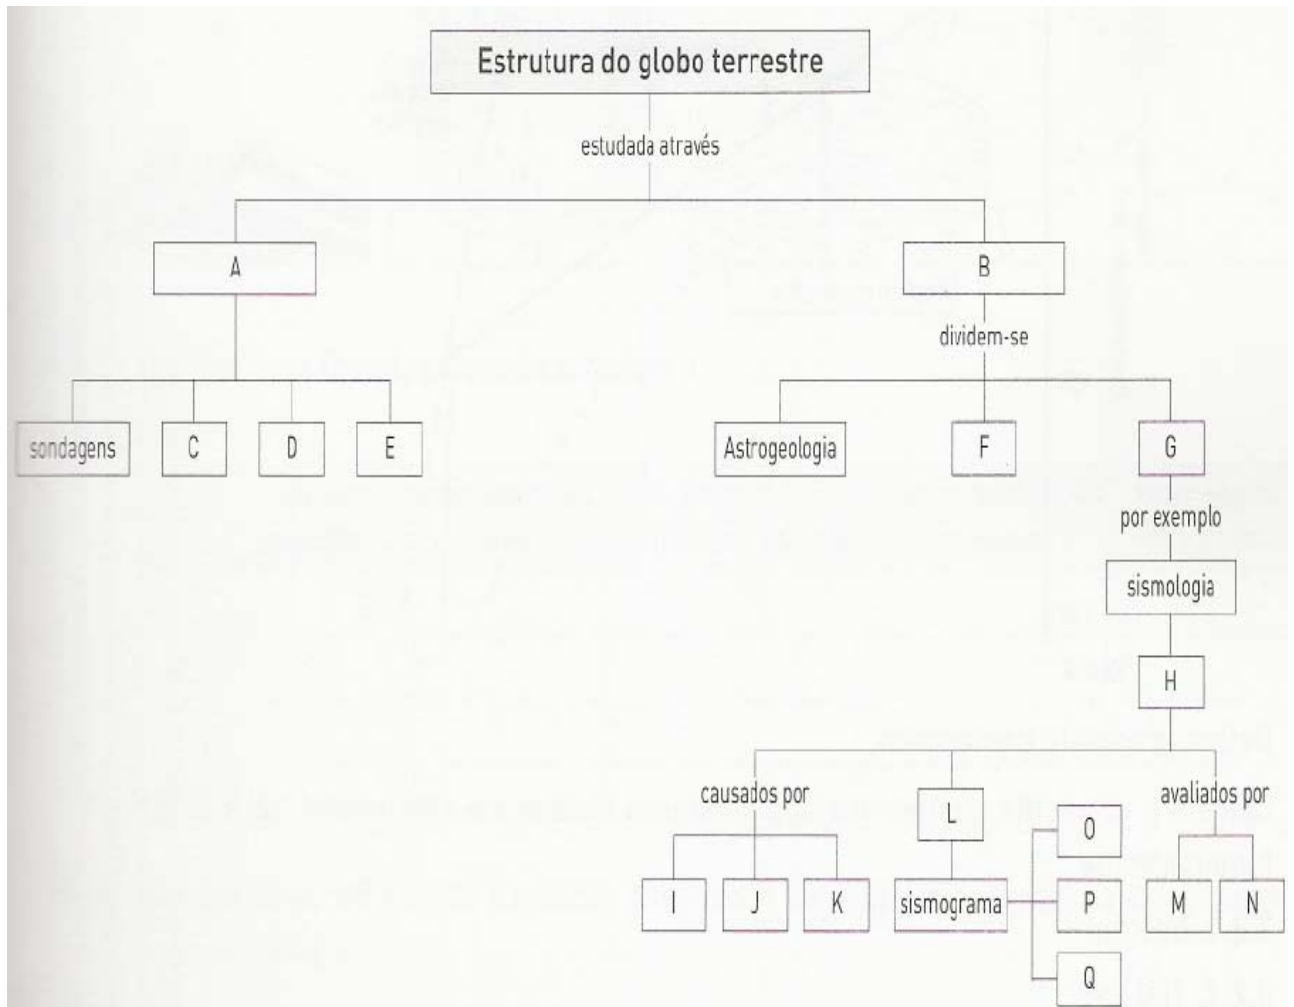 Estrutura do globo terrestre
estudada através
A
B
dividem-se
sondagens
C
D
E
Astrogeologia
F
G
por exemplo
sismologia
H
causados por
L
avaliados por
O
I
J
K
sismograma
P
M
N
Q